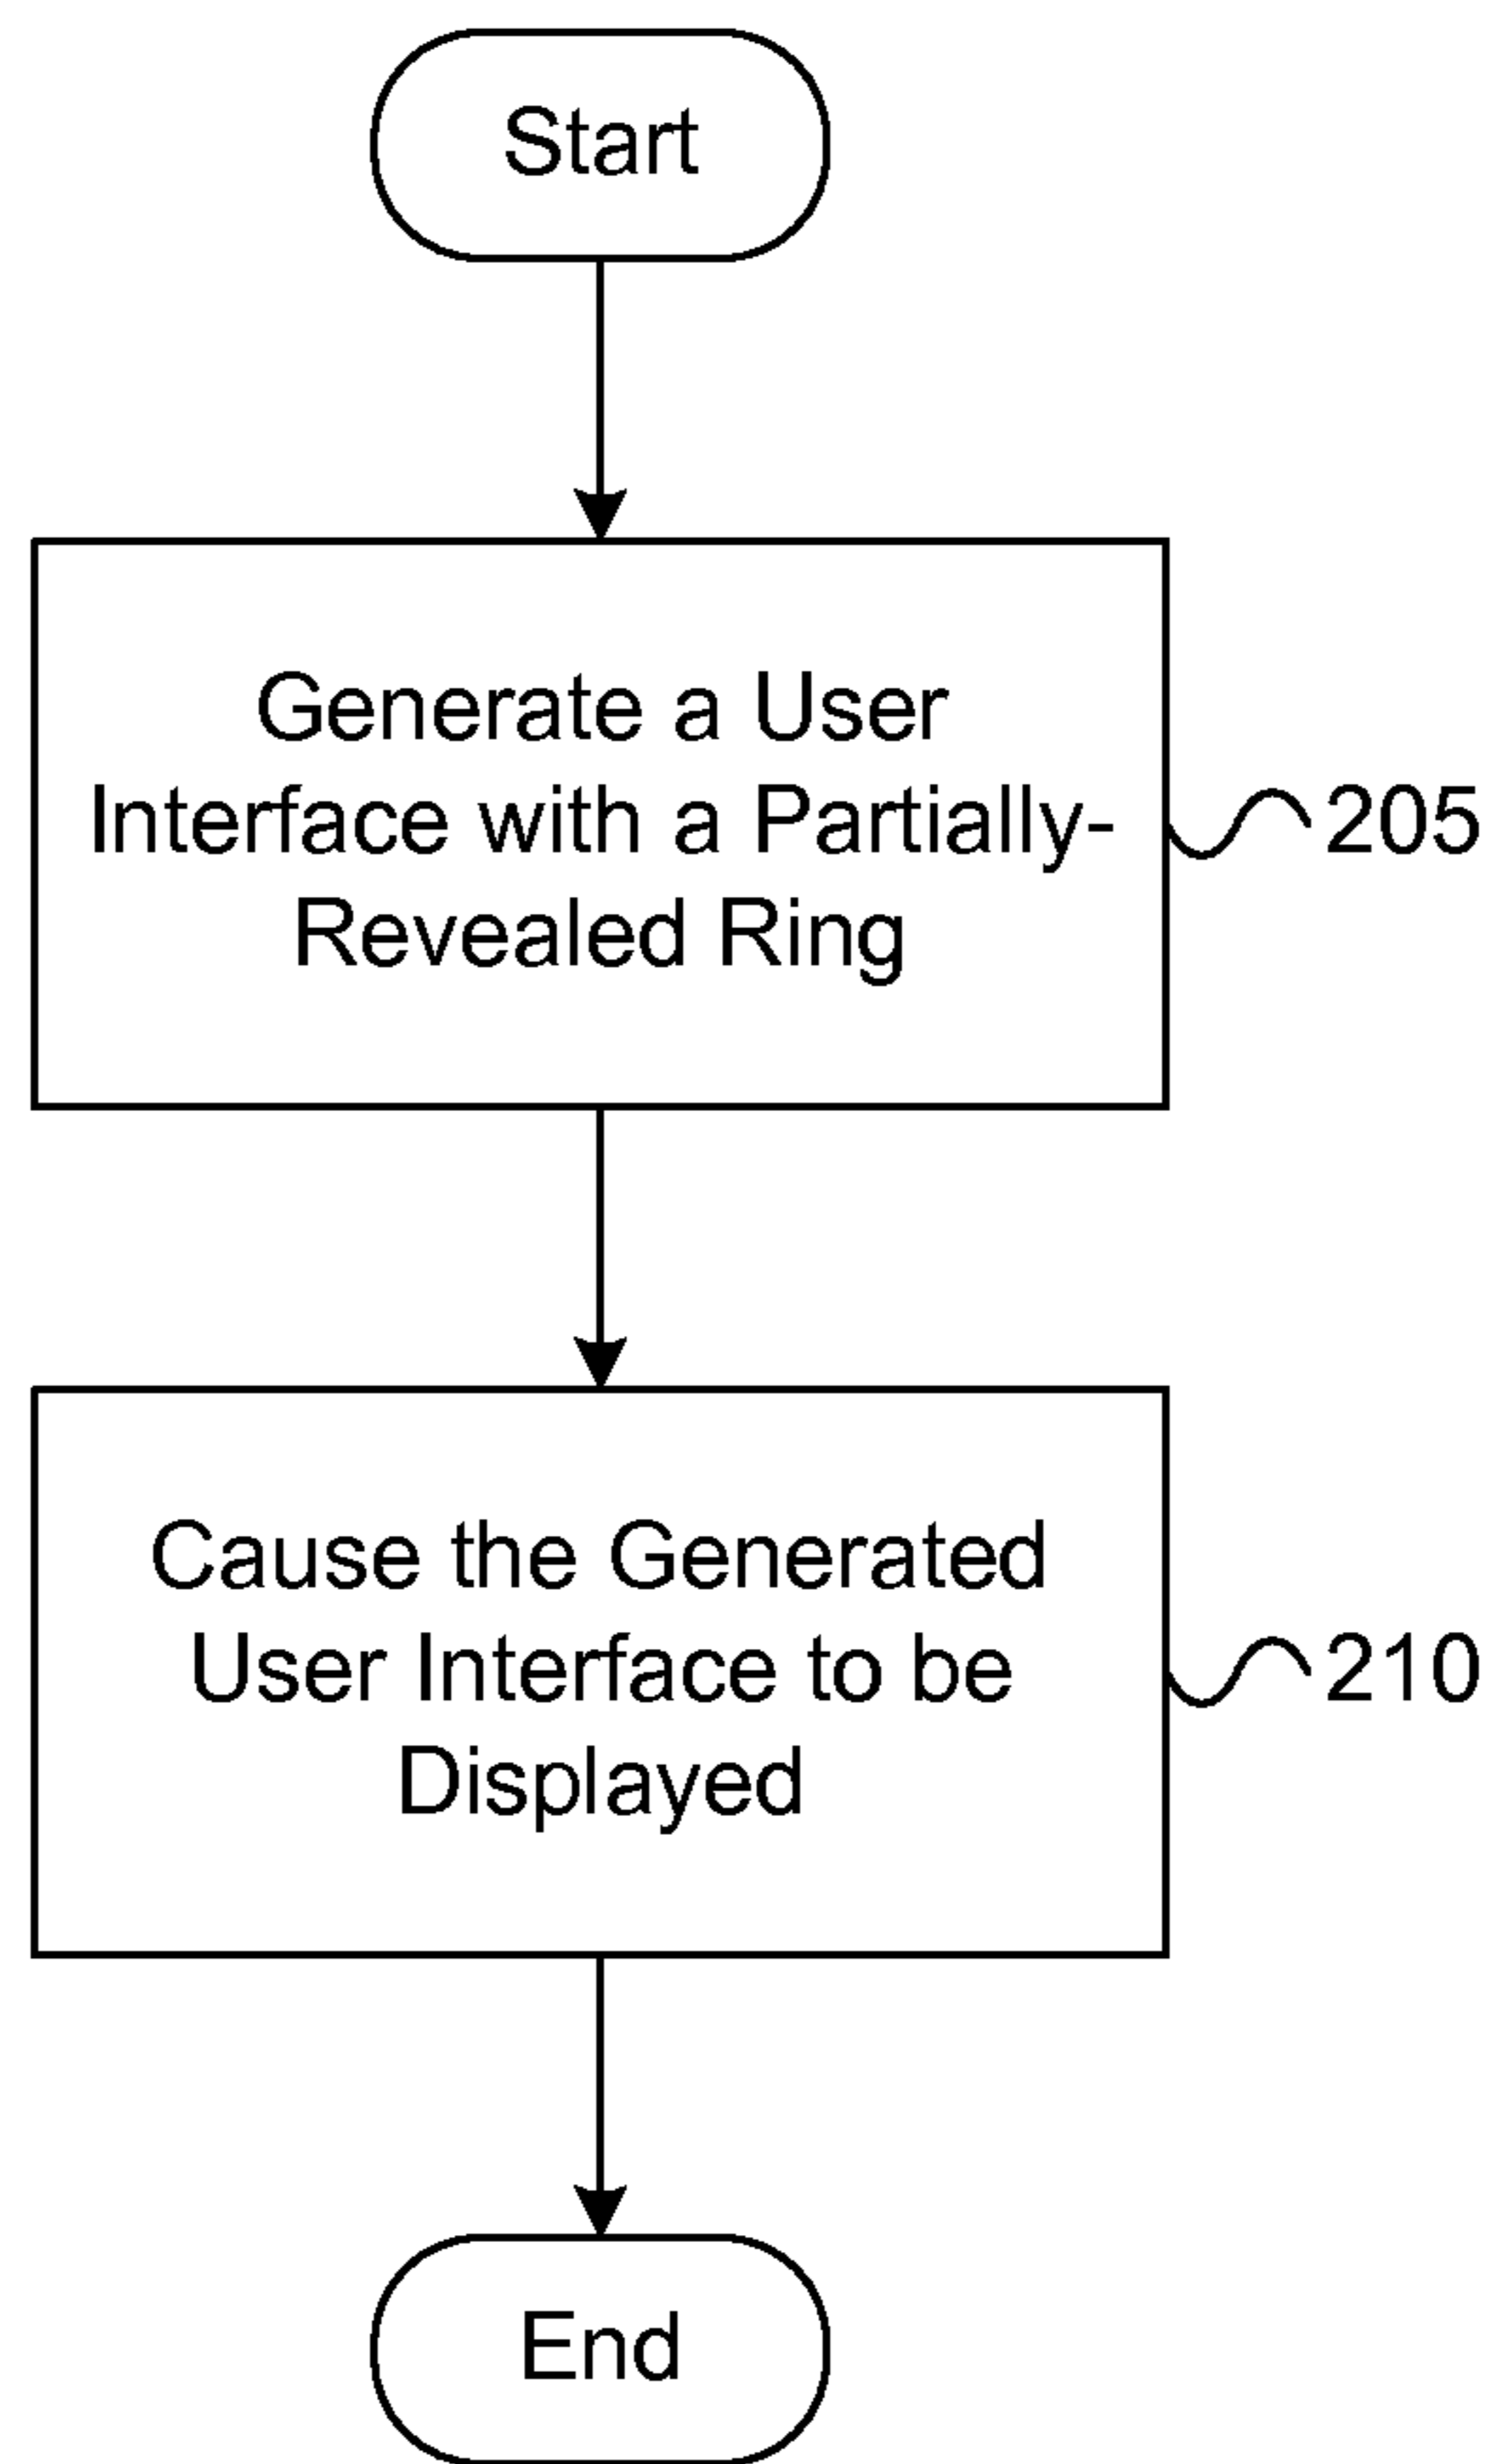 Start
Generate a User
Interface with a Partially-
Revealed Ring
205
Cause the Generated
User Interface to be
Displayed
210
End